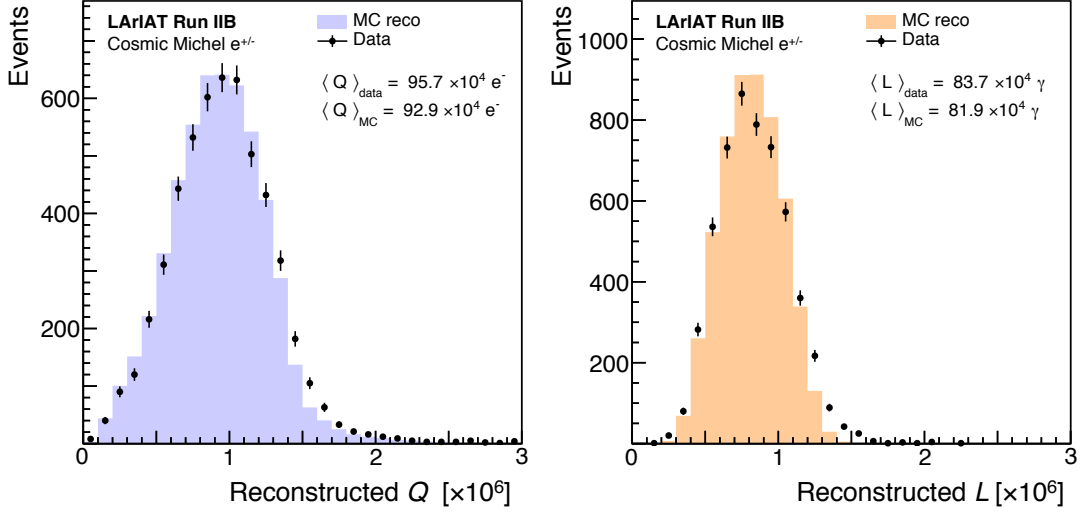 LArIAT Run IIB
Cosmic Michel e+/-
MC reco
Data
⟨ Q ⟩data = 95.7 ×10⁴ e⁻
⟨ Q ⟩MC = 92.9 ×10⁴ e⁻
Events
600
400
200
0
1
2
3
Reconstructed Q [×10⁶]
LArIAT Run IIB
Cosmic Michel e+/-
MC reco
Data
⟨ L ⟩data = 83.7 ×10⁴ γ
⟨ L ⟩MC = 81.9 ×10⁴ γ
Events
1000
800
600
400
200
0
1
2
3
Reconstructed L [×10⁶]